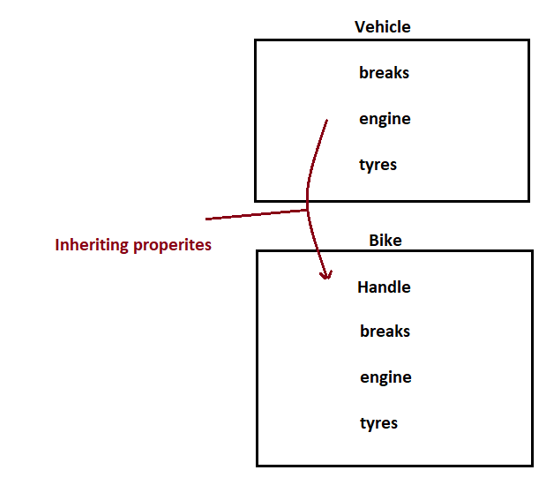 Vehicle
breaks
engine
tyres
Inheriting properites
Bike
Handle
breaks
engine
tyres